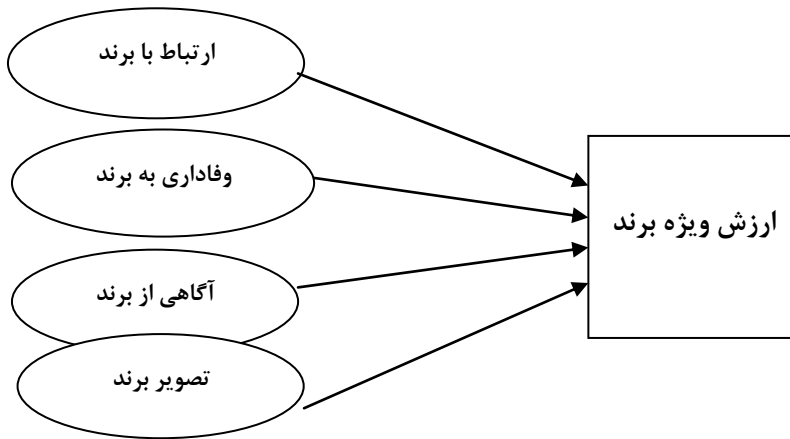 ارتباط با برند
وفاداری به برند
ارزش ویژه برند
آگاهی از برند
تصویر برند